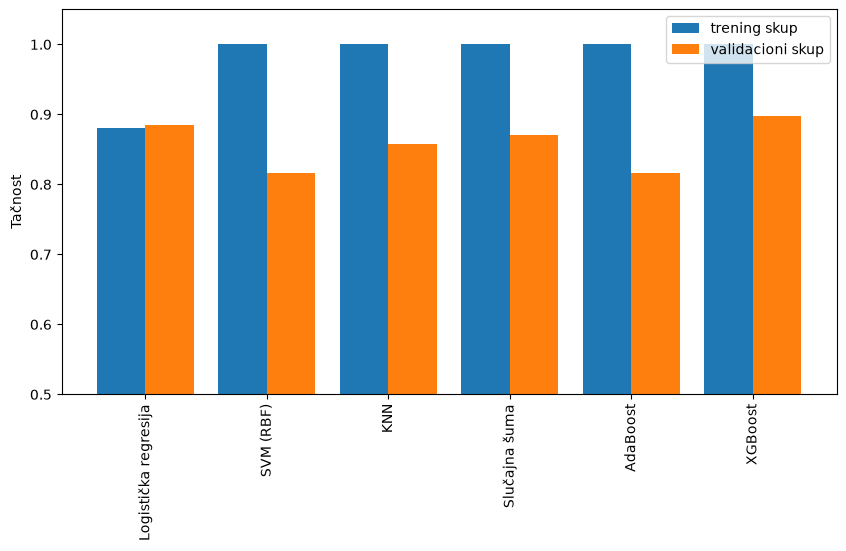 trening skup
validacioni skup
Tačnost
1.0
0.9
0.8
0.7
0.6
0.5
Logistička regresija
SVM (RBF)
KNN
Slučajna šuma
AdaBoost
XGBoost